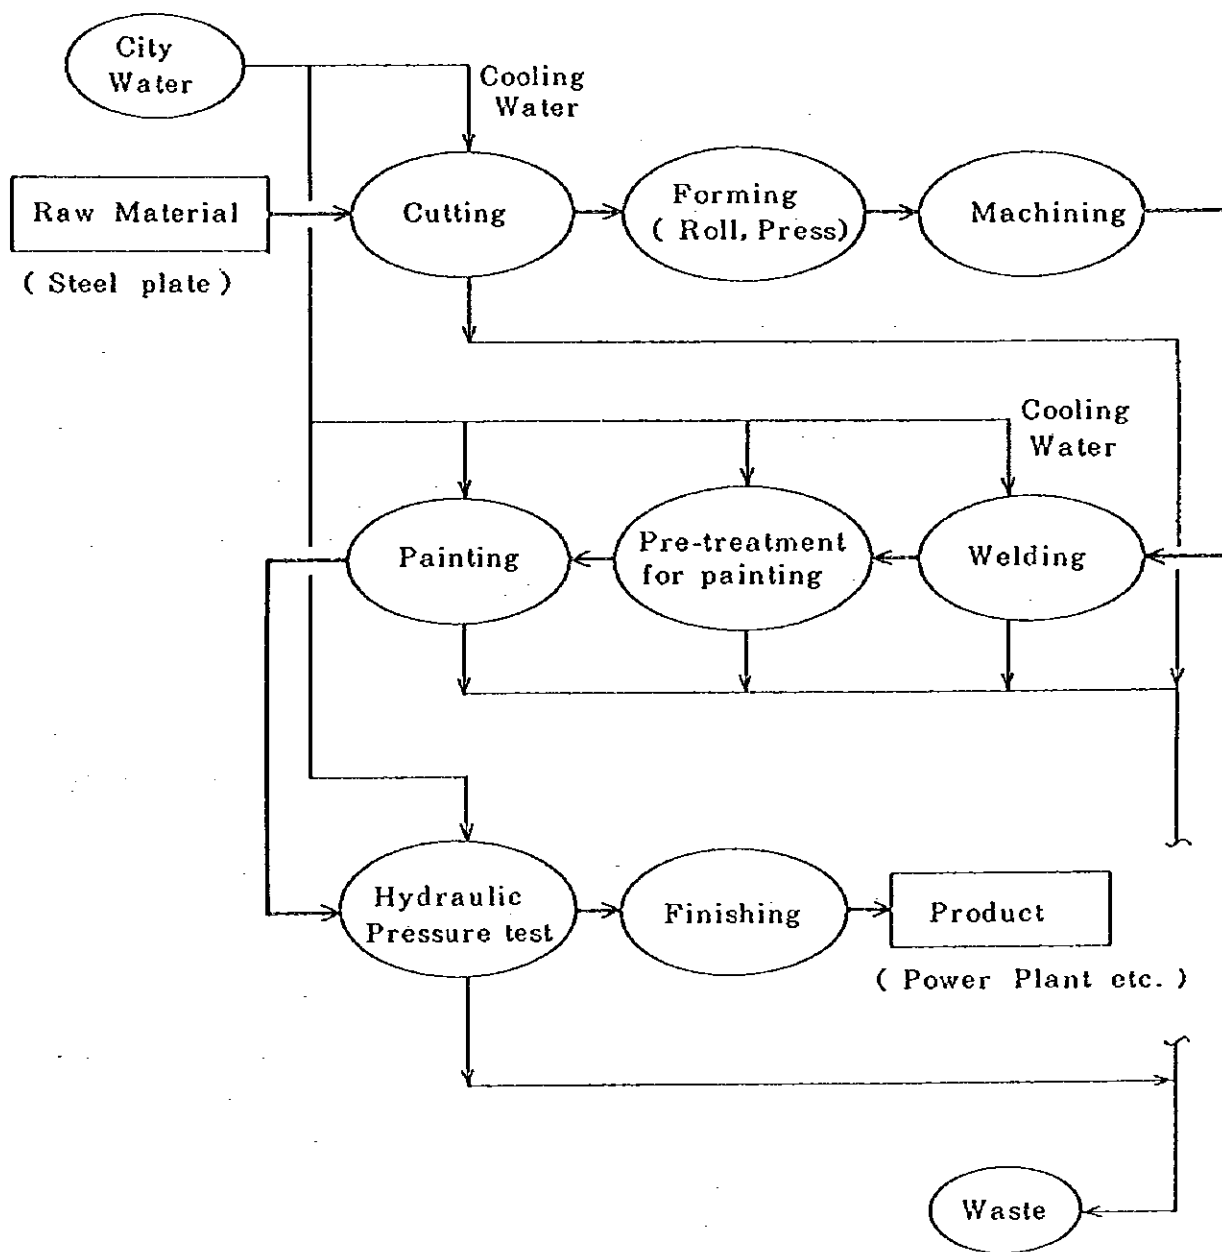 City
Water
Cooling
Water
Raw Material
( Steel plate )
Cutting
Forming
( Roll, Press)
Machining
Cooling
Water
Painting
Pre-treatment
for painting
Welding
Hydraulic
Pressure test
Finishing
Product
( Power Plant etc. )
Waste